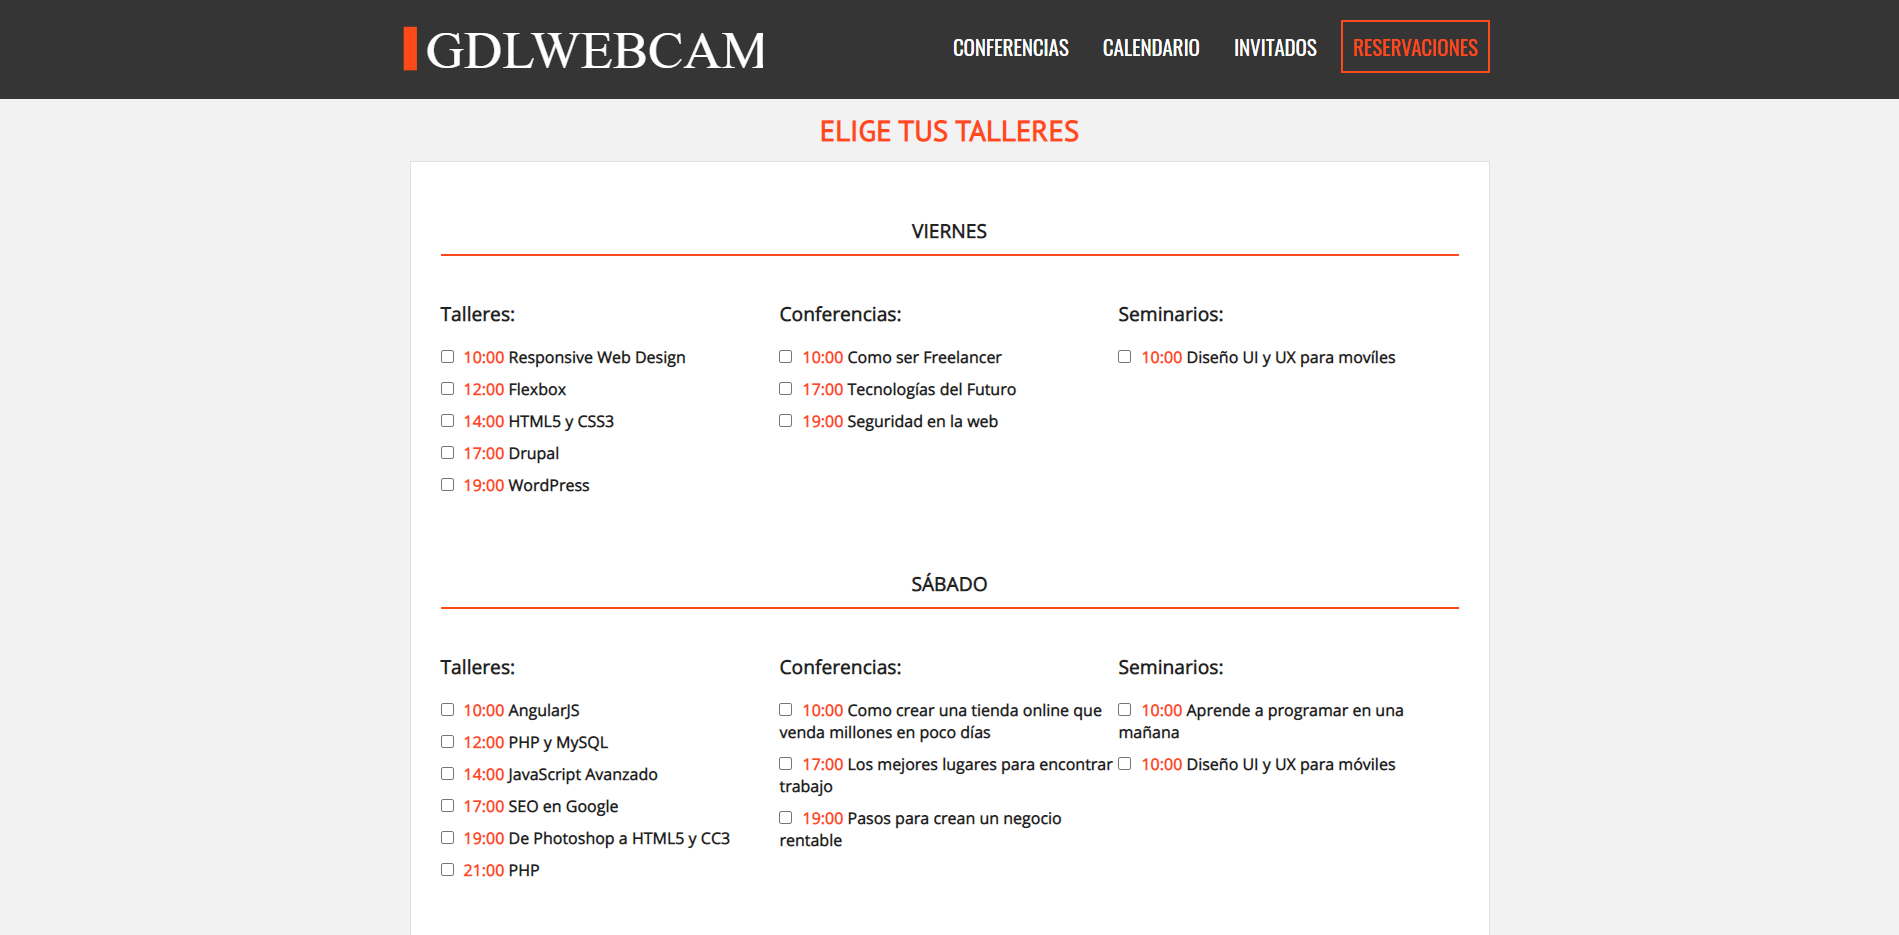 GDLWEBCAM
CONFERENCIAS
CALENDARIO
INVITADOS
RESERVACIONES
ELIGE TUS TALLERES
VIERNES
Talleres:
10:00 Responsive Web Design
12:00 Flexbox
14:00 HTML5 y CSS3
17:00 Drupal
19:00 WordPress
Conferencias:
10:00 Como ser Freelancer
17:00 Tecnologías del Futuro
19:00 Seguridad en la web
Seminarios:
10:00 Diseño UI y UX para movíles
SÁBADO
Talleres:
10:00 AngularJS
12:00 PHP y MySQL
14:00 JavaScript Avanzado
17:00 SEO en Google
19:00 De Photoshop a HTML5 y CC3
21:00 PHP
Conferencias:
10:00 Como crear una tienda online que
venda millones en poco días
17:00 Los mejores lugares para encontrar
trabajo
19:00 Pasos para crean un negocio
rentable
Seminarios:
10:00 Aprende a programar en una
mañana
10:00 Diseño UI y UX para móviles